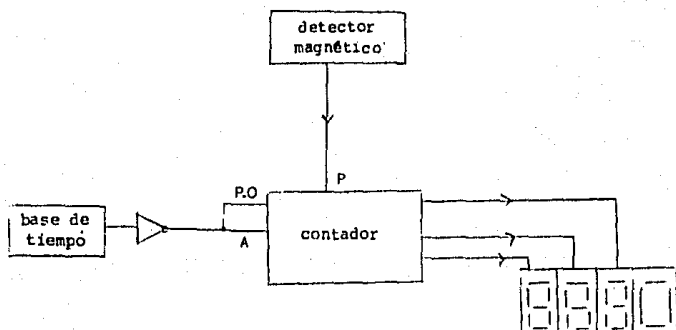 detector
magnético
P
P.O
base de
tiempo
A
contador